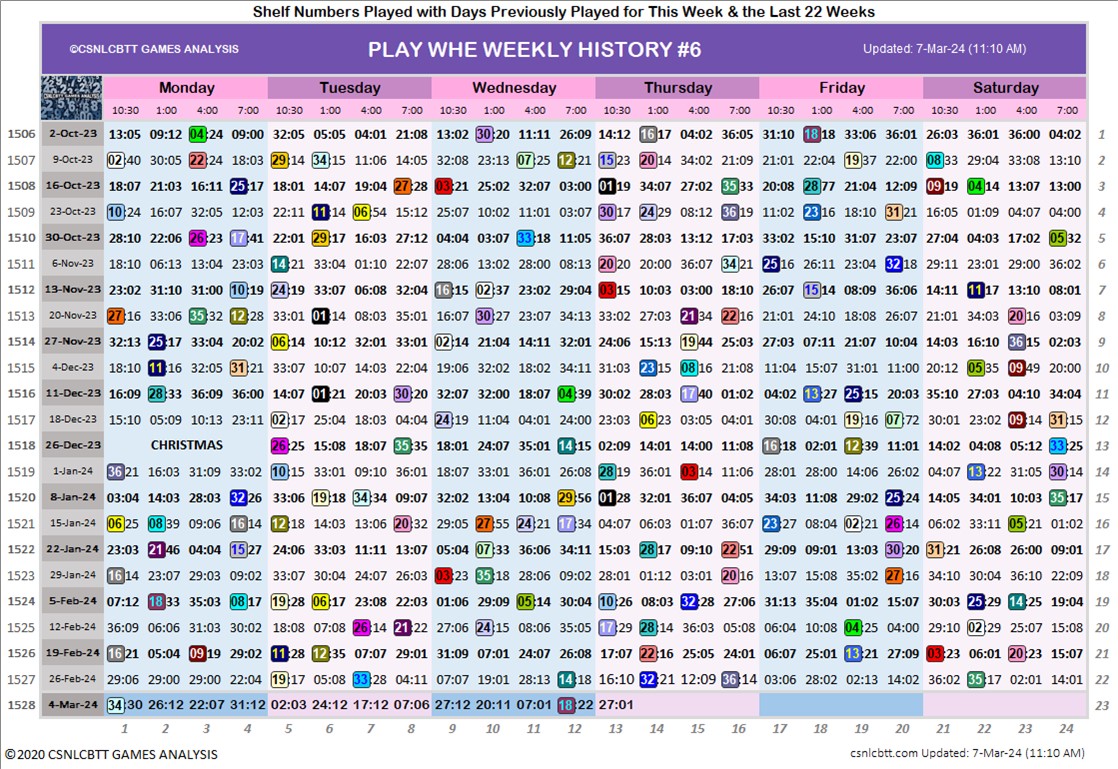 Shelf Numbers Played with Days Previously Played for This Week & the Last 22 Weeks
©CSNLCBTT GAMES ANALYSIS PLAY WHE WEEKLY HISTORY #6 Updated: 7-Mar-24 (11:10 AM)
Monday Tuesday Wednesday Thursday Friday Saturday
10:30 1:00 4:00 7:00 10:30 1:00 4:00 7:00 10:30 1:00 4:00 7:00 10:30 1:00 4:00 7:00 10:30 1:00 4:00 7:00 10:30 1:00 4:00 7:00
1506 2-Oct-23 13:05 09:12 04:24 09:00 32:05 05:05 04:01 21:08 13:02 30:20 11:11 26:09 14:12 16:17 04:02 36:05 31:10 18:18 33:06 36:01 26:03 36:01 36:00 04:02 1
1507 9-Oct-23 02:40 30:05 22:24 18:03 29:14 34:15 11:06 14:05 32:08 23:13 07:25 12:21 15:23 20:14 34:02 21:09 21:01 22:04 19:37 22:00 08:33 29:04 33:08 13:10 2
1508 16-Oct-23 18:07 21:03 16:11 25:17 18:01 14:07 19:04 27:28 03:21 25:02 32:07 03:00 01:19 34:07 27:02 35:33 20:08 28:77 21:04 12:09 09:19 04:14 13:07 13:00 3
1509 23-Oct-23 10:24 16:07 32:05 12:03 22:11 11:14 06:54 15:12 25:07 10:02 11:01 03:07 30:17 24:29 08:12 36:19 11:02 23:16 18:10 31:21 16:05 01:09 04:07 04:00 4
1510 30-Oct-23 28:10 22:06 26:23 17:41 22:01 29:17 16:03 27:12 04:04 03:07 33:18 11:05 36:07 28:03 13:12 17:03 33:02 15:10 31:07 22:07 27:04 04:03 17:02 05:32 5
1511 6-Nov-23 18:10 06:13 13:04 23:03 14:21 33:04 01:10 22:07 28:06 13:02 28:00 08:13 20:20 20:00 36:07 34:21 25:16 26:11 23:04 32:18 29:11 23:01 29:00 36:02 6
1512 13-Nov-23 23:02 31:10 31:00 10:19 24:19 33:07 06:08 32:04 16:15 02:37 23:02 29:04 03:15 10:03 00:00 18:10 26:07 15:14 08:09 36:06 14:11 11:17 13:10 08:01 7
1513 20-Nov-23 27:16 33:06 35:32 12:28 33:01 01:14 08:03 35:01 16:07 30:27 23:07 34:13 33:02 27:03 21:34 22:16 21:01 24:10 18:08 26:07 21:01 34:03 20:16 03:09 8
1514 27-Nov-23 32:13 25:17 33:04 20:02 06:14 10:12 32:01 33:01 02:14 21:04 14:11 32:01 24:06 15:13 19:44 25:03 27:03 07:11 21:07 10:04 14:03 16:10 36:15 02:03 9
1515 4-Dec-23 18:10 11:16 32:04 31:21 33:07 10:07 14:03 22:04 19:06 32:02 18:02 34:11 31:03 23:15 08:16 21:08 11:04 15:07 31:01 11:00 20:12 05:35 09:49 20:00 10
1516 11-Dec-23 16:09 28:33 36:09 36:00 14:07 01:21 20:03 30:21 32:07 32:00 18:07 04:39 30:02 28:03 17:40 11:03 04:02 13:27 25:15 20:03 35:10 27:03 04:10 34:04 11
1517 18-Dec-23 15:10 05:09 10:13 23:11 02:17 25:04 18:03 04:03 24:19 11:04 04:01 27:07 23:03 06:23 05:09 14:11 30:08 04:01 19:16 07:72 30:01 23:02 09:14 31:15 12
1518 26-Dec-23 CHRISTMAS 26:25 15:08 18:07 35:35 18:01 24:07 35:01 14:15 02:09 14:01 14:00 11:08 16:18 02:01 12:39 11:01 14:02 04:08 05:12 33:25 13
1519 1-Jan-24 36:21 16:03 31:09 33:02 10:15 33:01 09:10 36:01 18:07 33:01 36:01 26:08 28:19 36:01 03:14 11:06 28:01 20:00 14:06 26:02 04:07 13:22 31:05 30:14 14
1520 8-Jan-24 03:04 14:03 28:03 32:26 33:06 19:18 34:34 09:07 32:02 13:04 10:08 29:56 01:28 32:01 36:07 04:05 34:03 11:08 29:02 25:24 14:05 34:01 10:03 35:17 15
1521 15-Jan-24 06:25 08:39 09:06 16:14 12:18 14:03 13:06 20:32 29:05 27:55 24:21 17:34 04:07 06:03 01:07 36:07 23:27 08:04 02:21 26:14 06:02 33:11 05:21 01:02 16
1522 22-Jan-24 23:03 21:46 04:04 15:27 24:06 33:03 11:11 13:07 05:04 07:33 36:06 34:11 15:03 28:17 09:10 22:51 29:09 09:01 13:03 30:20 31:21 26:08 26:00 09:01 17
1523 29-Jan-24 16:14 23:07 29:06 09:02 33:07 30:04 24:07 26:03 03:23 35:18 28:06 09:02 28:01 01:12 03:01 20:16 18:07 13:08 35:02 27:16 34:10 30:04 36:10 22:09 18
1524 5-Feb-24 07:12 18:33 35:03 08:17 19:28 06:17 23:08 22:03 01:06 29:09 05:14 30:04 10:26 08:03 32:28 27:06 31:13 35:04 01:02 15:07 30:03 25:29 14:25 19:04 19
1525 12-Feb-24 36:09 06:06 31:03 30:02 18:08 07:08 26:14 21:22 27:06 24:15 08:06 36:05 17:29 28:14 36:03 05:08 06:04 10:08 04:25 04:00 29:10 02:29 25:07 15:08 20
1526 19-Feb-24 16:21 05:04 09:19 29:02 11:28 12:35 07:07 29:01 31:09 07:01 24:07 26:08 17:07 22:16 25:05 24:01 06:07 25:01 13:21 27:09 03:23 06:01 20:23 15:07 21
1527 26-Feb-24 29:06 29:00 29:00 22:04 19:17 05:08 33:28 04:11 07:07 19:01 28:13 14:18 16:10 32:21 12:09 36:14 03:06 28:02 02:13 14:02 36:02 35:17 02:01 14:01 22
1528 4-Mar-24 34:30 26:12 22:07 31:12 02:03 24:12 17:12 07:06 27:12 20:11 07:01 18:22 27:01 23
1 2 3 4 5 6 7 8 9 10 11 12 13 14 15 16 17 18 19 20 21 22 23 24
©2020 CSNLCBTT GAMES ANALYSIS csnlcbtt.com Updated: 7-Mar-24 (11:10 AM)